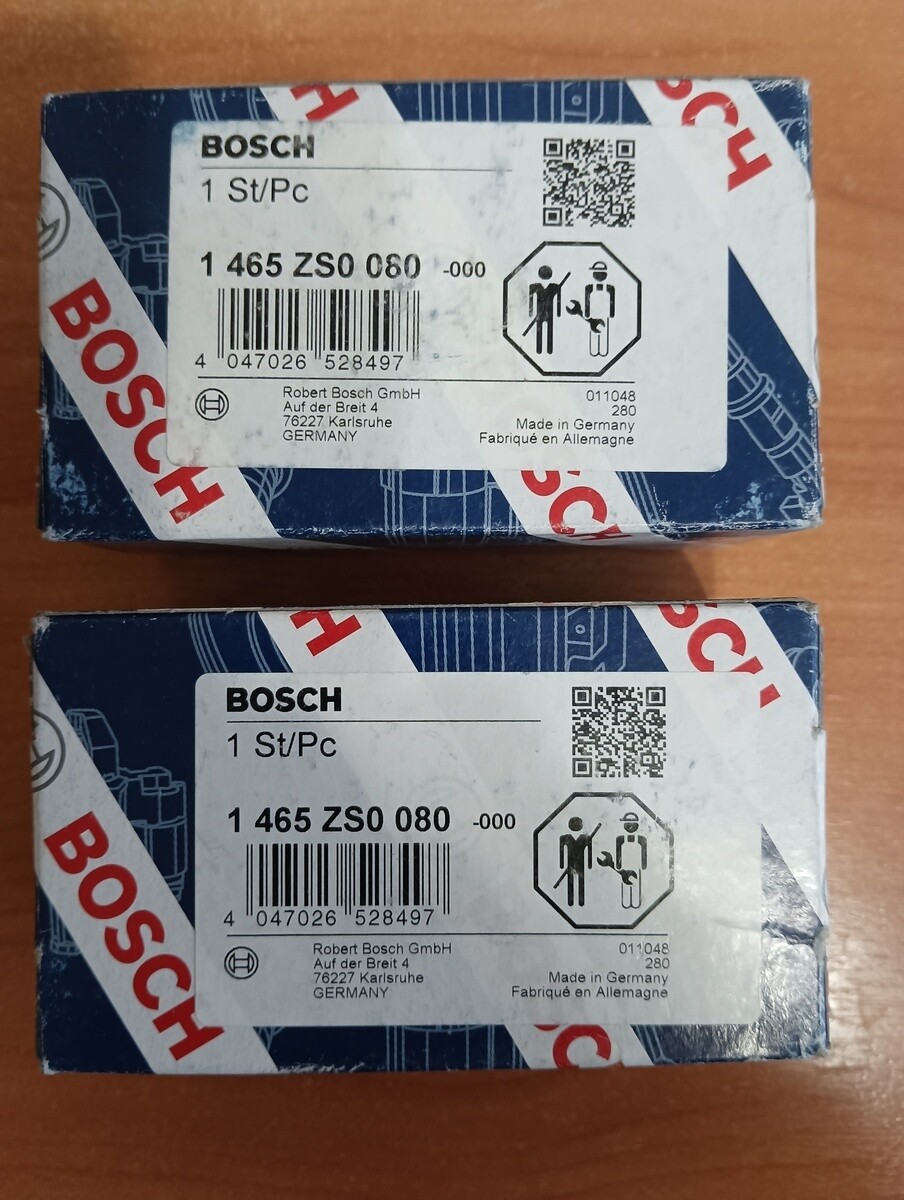 BOSCH
1 St/Pc
1 465 ZS0 080 -000
4 047026 528497
Robert Bosch GmbH
Auf der Breit 4
76227 Karlsruhe
GERMANY
011048
280
Made in Germany
Fabriqué en Allemagne
BOSCH
BOSCH
1 St/Pc
1 465 ZS0 080 -000
4 047026 528497
Robert Bosch GmbH
Auf der Breit 4
76227 Karlsruhe
GERMANY
011048
280
Made in Germany
Fabriqué en Allemagne
BOSCH